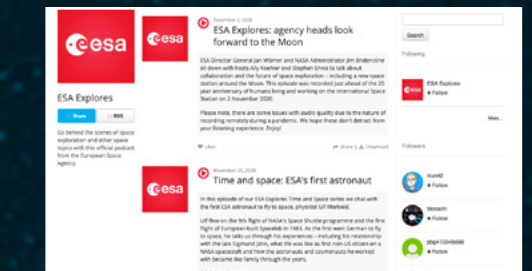 esa
ESA Explores
Share
RSS
Go behind the scenes of space
exploration and other space
topics with this official podcast
from the European Space
Agency.
esa
December 2, 2020
ESA Explores: agency heads look
forward to the Moon
ESA Director General Jan Wörner and NASA Administrator Jim Bridenstine
sit down with hosts Ally Koehler and Stephen Ennis to talk about
collaboration and the future of space exploration - including a new space
station around the Moon. This episode was recorded just ahead of the 20
year anniversary of humans living and working on the International Space
Station on 2 November 2020.
Please note, there are some issues with audio quality due to the nature of
recording remotely during a pandemic. We hope these don't detract from
your listening experience. Enjoy!
Likes
Share | Download
esa
November 25, 2020
Time and space: ESA's first astronaut
In this episode of our ESA Explores Time and Space series we chat with
the first ESA astronaut to fly to space, physicist Ulf Merbold.
Ulf flew on the 9th flight of NASA's Space Shuttle programme and the first
flight of European-built Spacelab in 1983. As the first west German to fly
to space, he talks us through his experiences - including his relationship
with the late Sigmund Jähn, what life was like as first non-US citizen on a
NASA spacecraft and how the astronauts and cosmonauts he worked
with became like family through the years.
Search
Following
esa
ESA Explores
+ Follow
More...
Followers
+ Follow
+ Follow
+ Follow